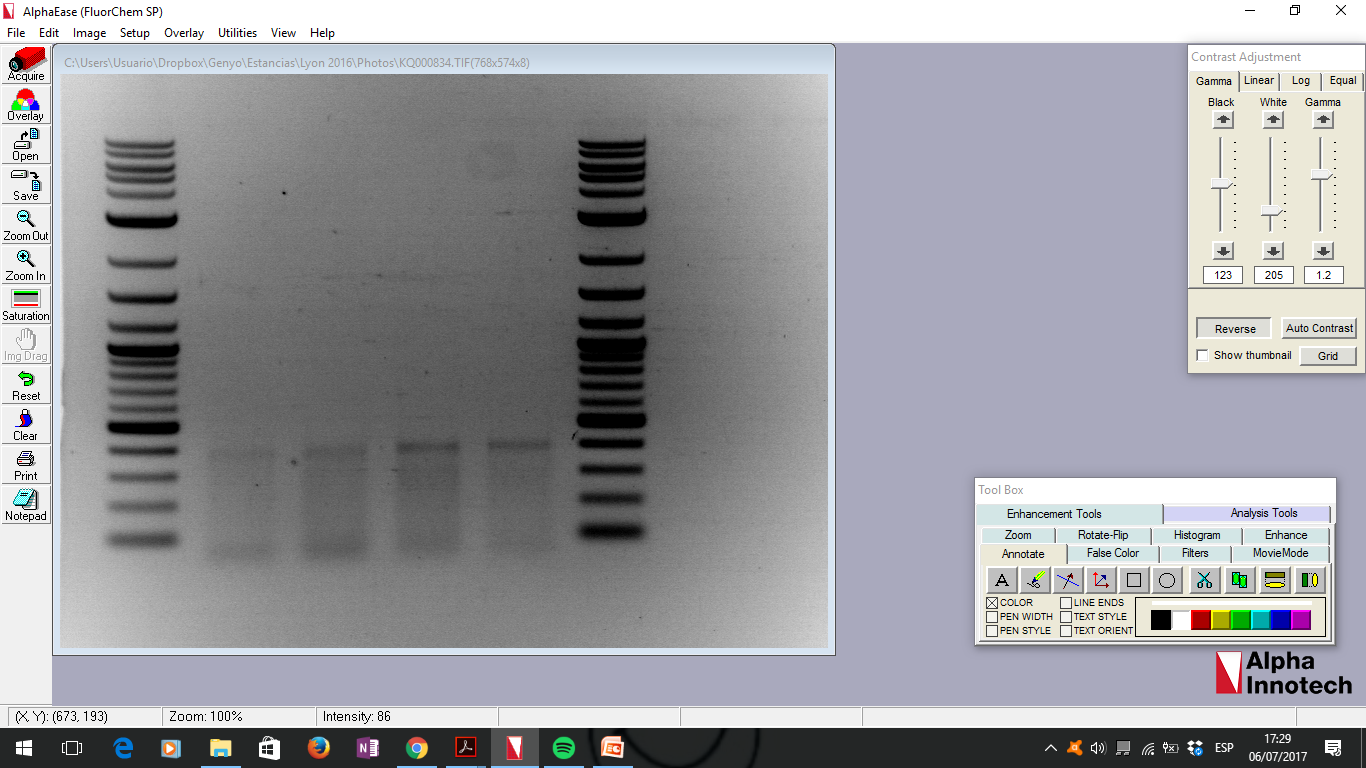 AlphaEase (FluorChem SP)
File Edit Image Setup Overlay Utilities View Help
Acquire
Overlay
Open
Save
Zoom Out
Zoom In
Saturation
Img Drag
Reset
Clear
Print
Notepad
C:\Users\Usuario\Dropbox\Genyo\Estancias\Lyon 2016\Photos\KQ000834.TIF(768x574x8)
Contrast Adjustment
Gamma Linear Log Equal
Black White Gamma
123 205 1.2
Reverse Auto Contrast
Show thumbnail Grid
Tool Box
Enhancement Tools Analysis Tools
Zoom Rotate-Flip Histogram Enhance
Annotate False Color Filters MovieMode
A
COLOR LINE ENDS
PEN WIDTH TEXT STYLE
PEN STYLE TEXT ORIENT
Alpha
Innotech
(X, Y): (673, 193) Zoom: 100% Intensity: 86
ESP
17:29
06/07/2017